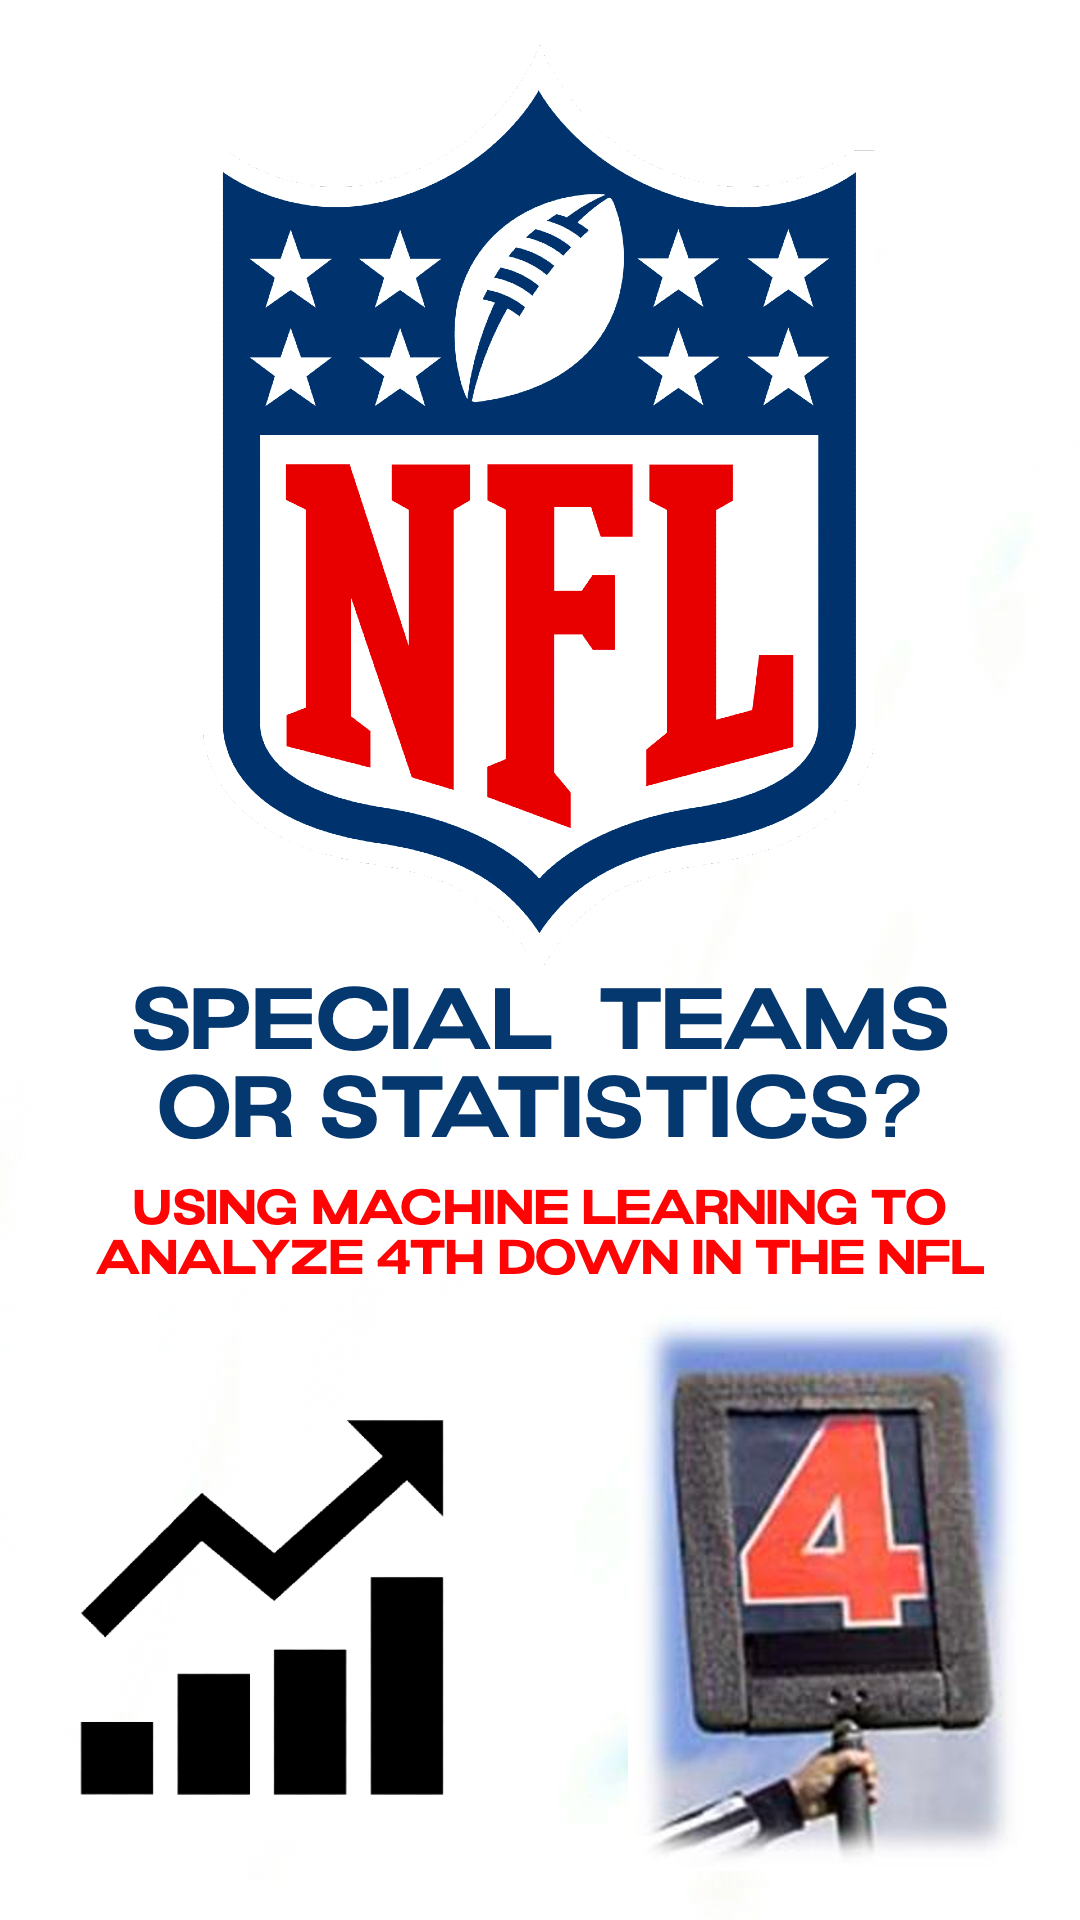 NFL
SPECIAL TEAMS
OR STATISTICS?
USING MACHINE LEARNING TO
ANALYZE 4TH DOWN IN THE NFL
4